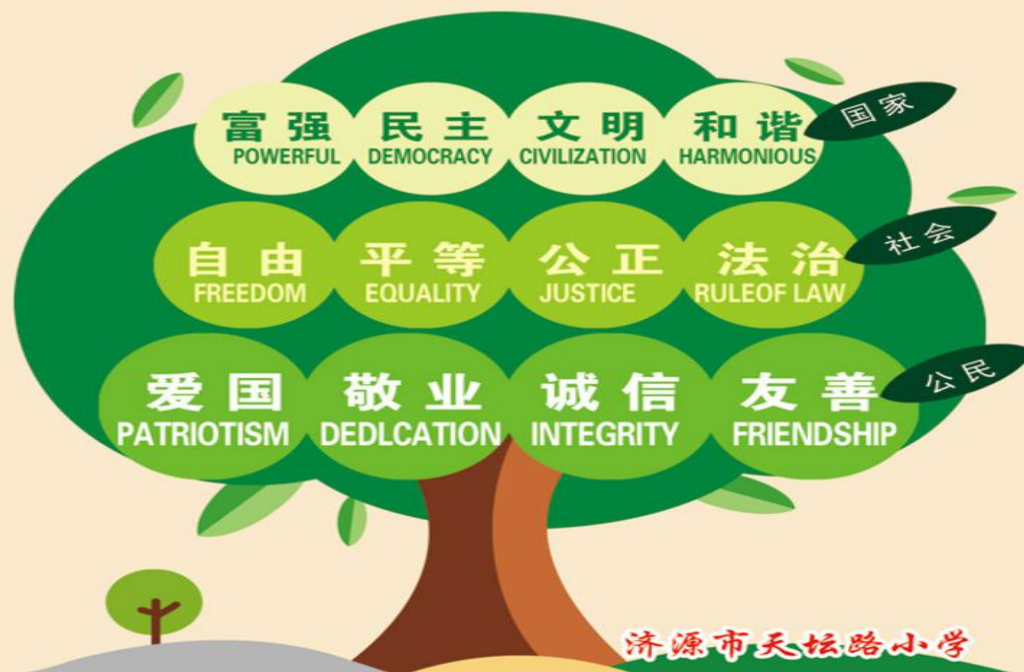 富强 民主 文明 和谐 国家
POWERFUL DEMOCRACY CIVILIZATION HARMONIOUS
自由 平等 公正 法治 社会
FREEDOM EQUALITY JUSTICE RULEOF LAW
爱国 敬业 诚信 友善 公民
PATRIOTISM DEDLCATION INTEGRITY FRIENDSHIP
济源市天坛路小学